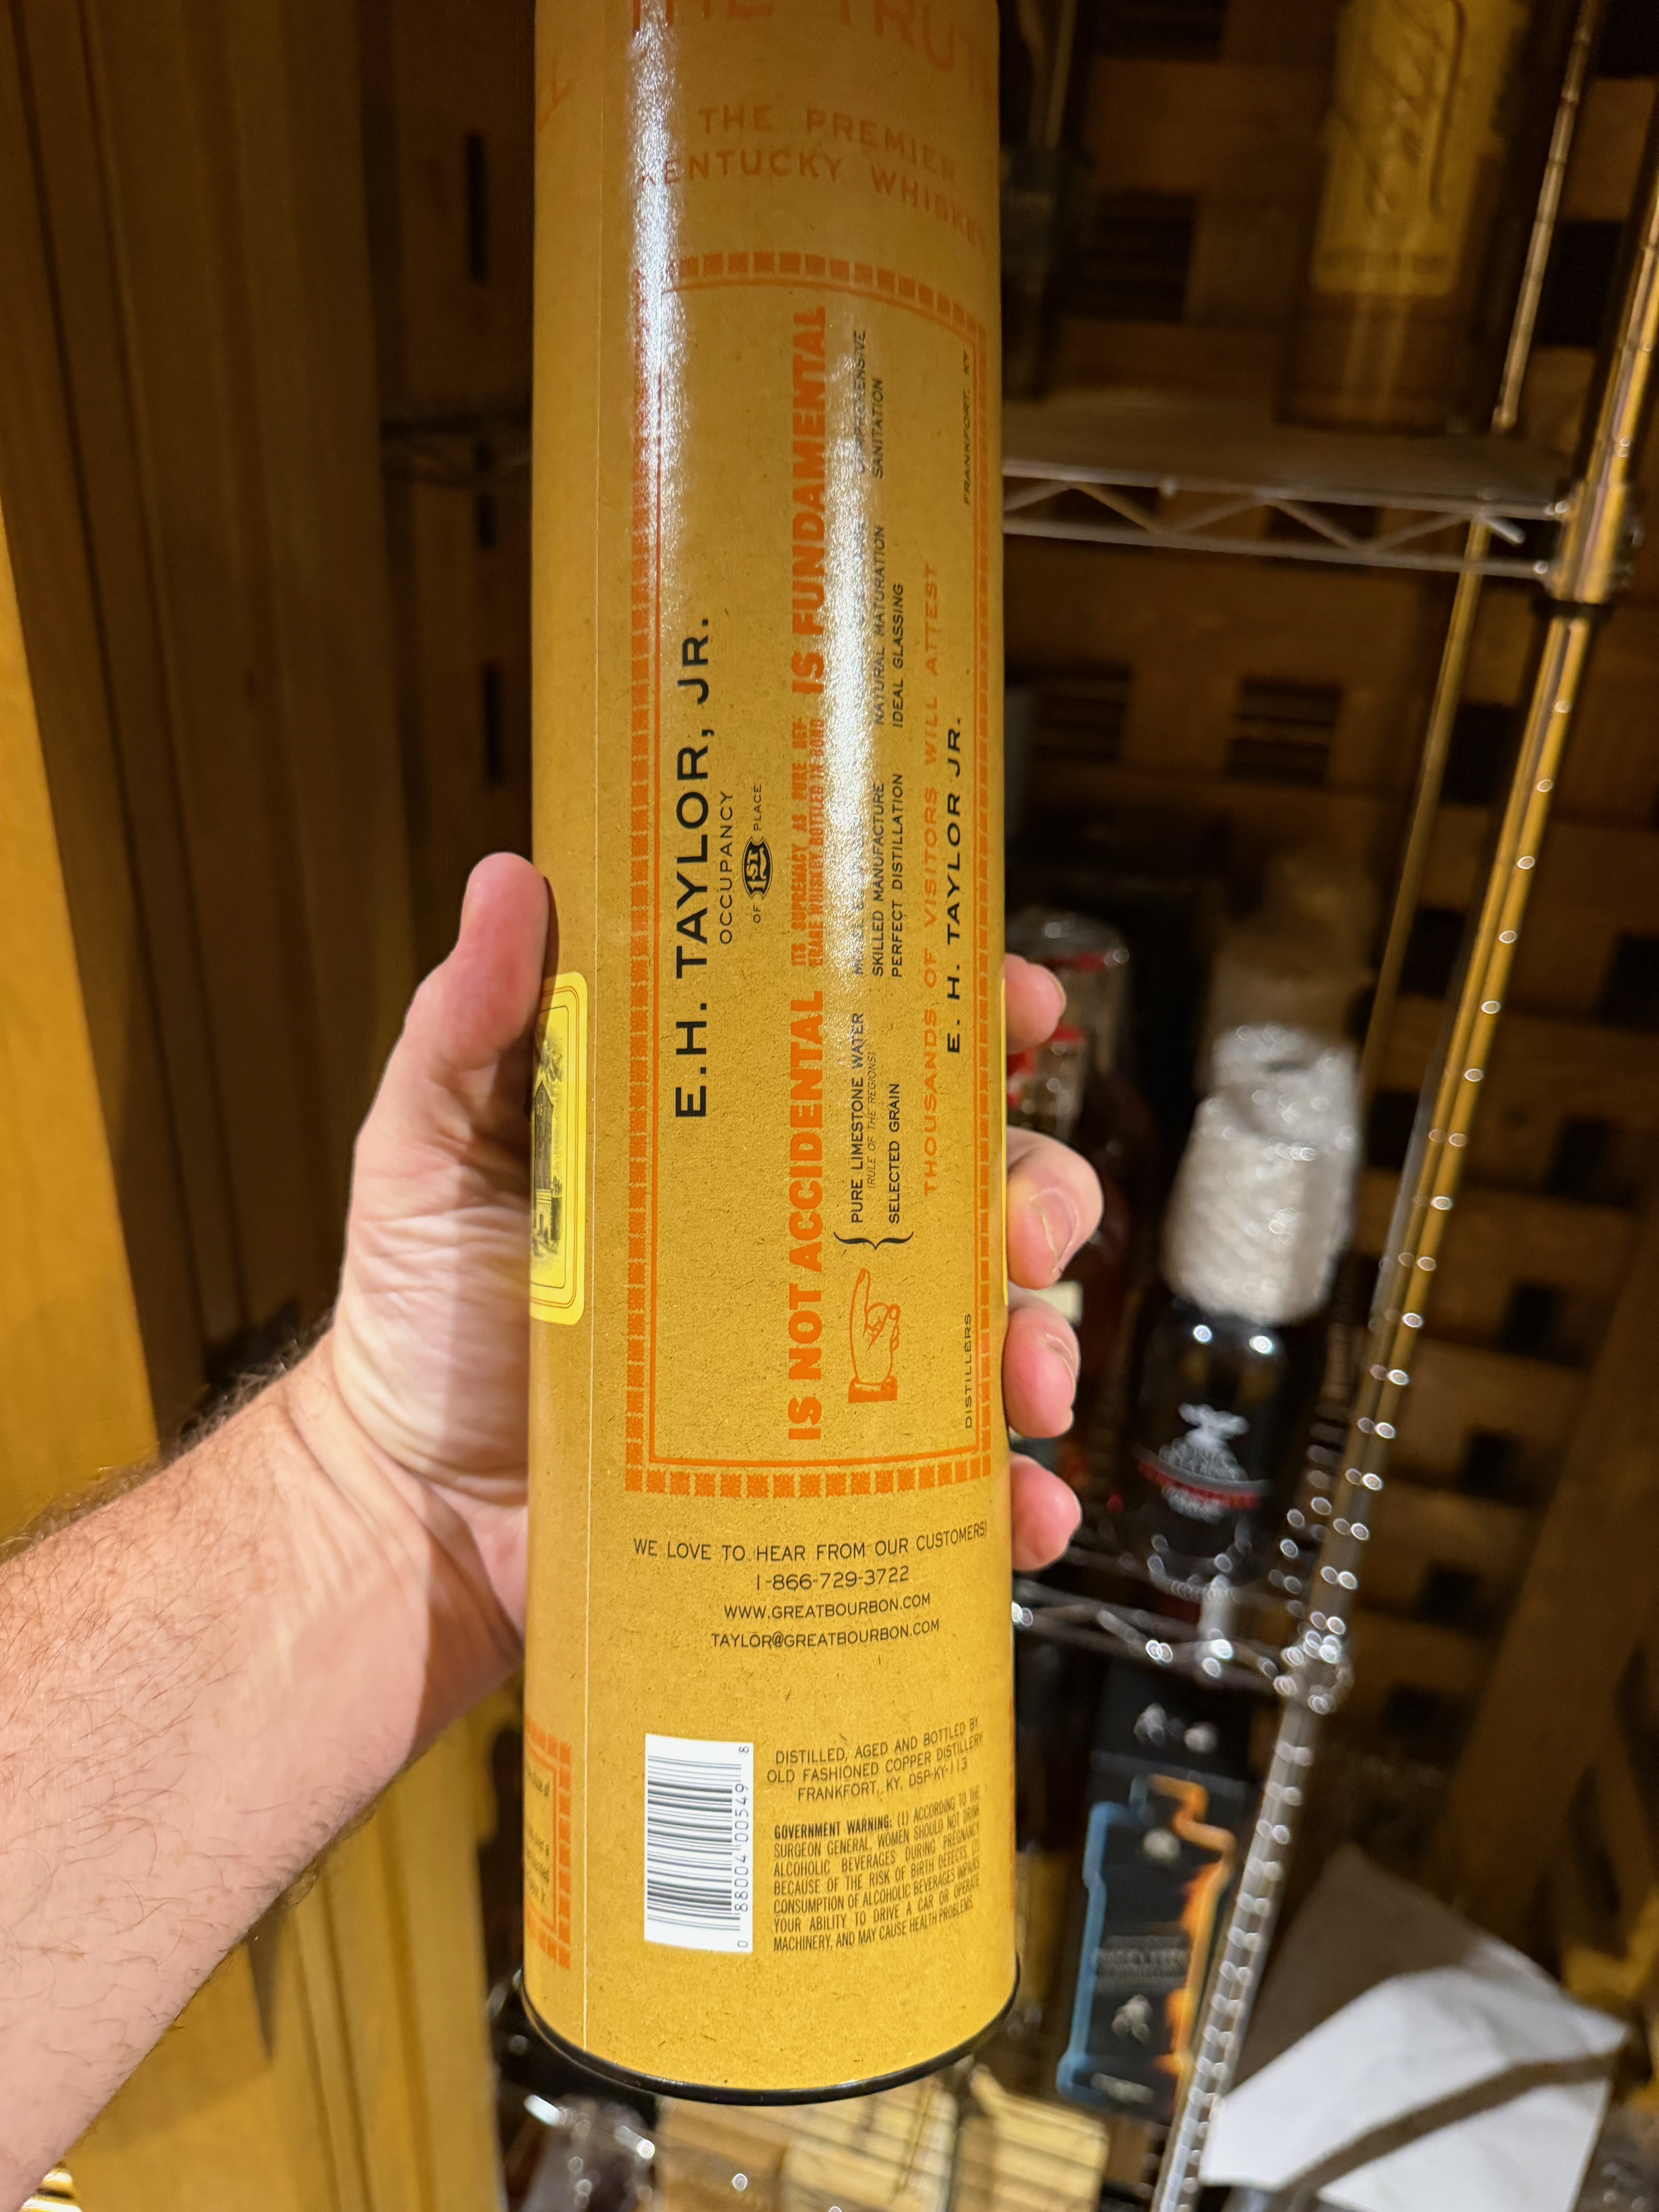 THE TRUTH
THE PREMIER
KENTUCKY WHISKEY
E.H. TAYLOR, JR.
OCCUPANCY
OF 1ST PLACE
IS NOT ACCIDENTAL ITS SUPREMACY AS PURE BEV- IS FUNDAMENTAL
TRAGE WHISKEY BOTTLED IN BOND
PURE LIMESTONE WATER
(RULE OF THE REGIONS)
SELECTED GRAIN
SKILLED MANUFACTURE
PERFECT DISTILLATION
NATURAL MATURATION
IDEAL GLASSING
SANITATION
THOUSANDS OF VISITORS WILL ATTEST
E. H. TAYLOR JR.
DISTILLERS FRANKFORT, KY
WE LOVE TO HEAR FROM OUR CUSTOMERS!
1-866-729-3722
WWW.GREATBOURBON.COM
TAYLOR@GREATBOURBON.COM
DISTILLED, AGED AND BOTTLED BY
OLD FASHIONED COPPER DISTILLERY
FRANKFORT, KY, DSP-KY-113
GOVERNMENT WARNING: (1) ACCORDING TO THE
SURGEON GENERAL, WOMEN SHOULD NOT DRINK
ALCOHOLIC BEVERAGES DURING PREGNANCY
BECAUSE OF THE RISK OF BIRTH DEFECTS. (2)
CONSUMPTION OF ALCOHOLIC BEVERAGES IMPAIRS
YOUR ABILITY TO DRIVE A CAR OR OPERATE
MACHINERY, AND MAY CAUSE HEALTH PROBLEMS.
0 88004 00549 8